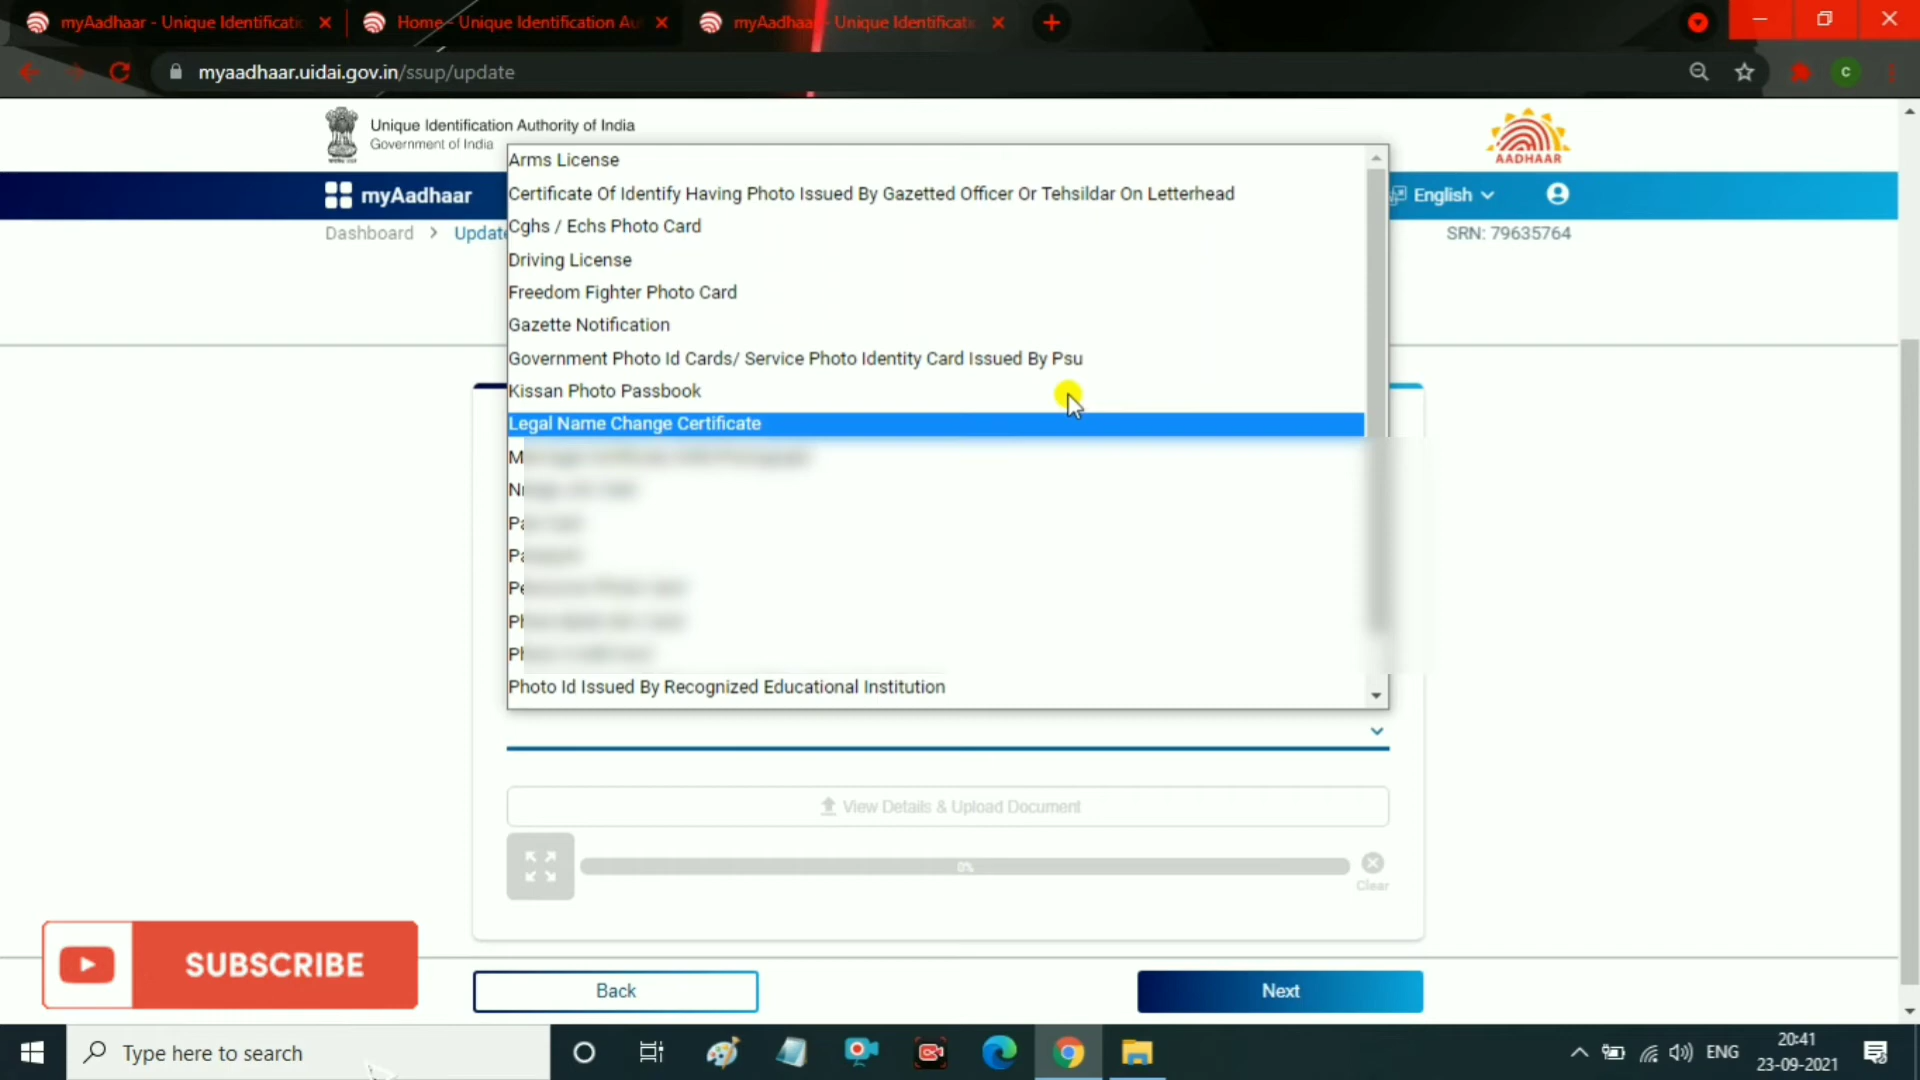 myAadhaar - Unique Identificatic
Home - Unique Identification Au
myAadhaar - Unique Identificatic
myaadhaar.uidai.gov.in/ssup/update
C
Unique Identification Authority of India
Government of India
AADHAAR
myAadhaar
English
Dashboard > Update
SRN: 79635764
Arms License
Certificate Of Identify Having Photo Issued By Gazetted Officer Or Tehsildar On Letterhead
Cghs / Echs Photo Card
Driving License
Freedom Fighter Photo Card
Gazette Notification
Government Photo Id Cards/ Service Photo Identity Card Issued By Psu
Kissan Photo Passbook
Legal Name Change Certificate
Photo Id Issued By Recognized Educational Institution
View Details & Upload Document
0%
Clear
SUBSCRIBE
Back
Next
Type here to search
ENG
20:41
23-09-2021